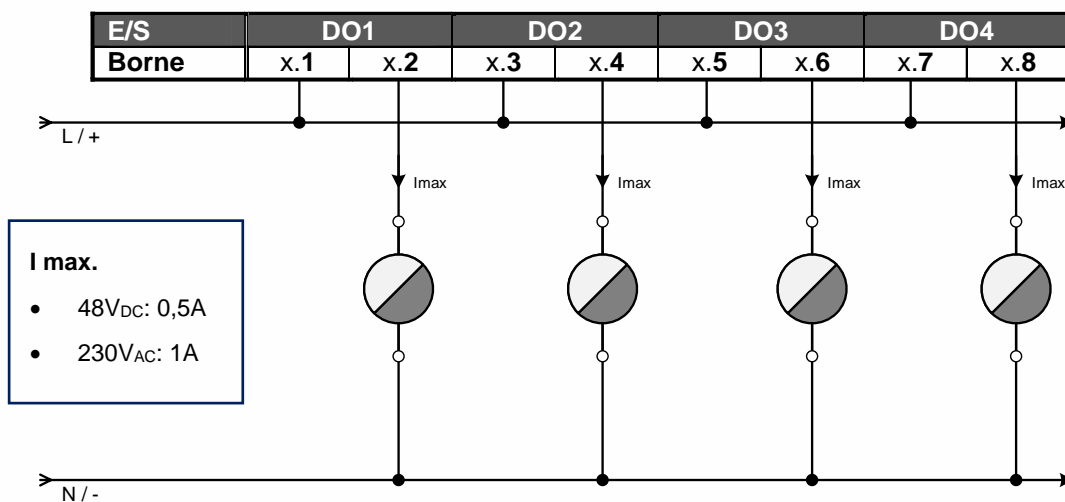 E/S DO1 DO2 DO3 DO4
Borne x.1 x.2 x.3 x.4 x.5 x.6 x.7 x.8
L / +
Imax Imax Imax Imax
I max.
• 48VDC: 0,5A
• 230VAC: 1A
N / -